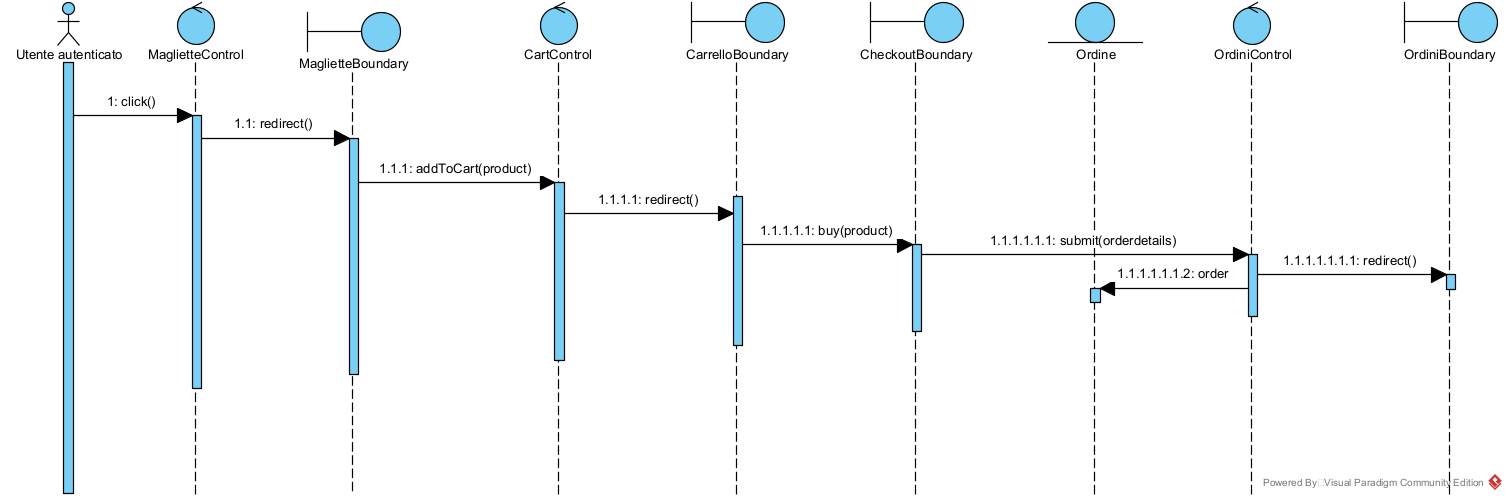 Utente autenticato
MaglietteControl
MaglietteBoundary
CartControl
CarrelloBoundary
CheckoutBoundary
Ordine
OrdiniControl
OrdiniBoundary
1: click()
1.1: redirect()
1.1.1: addToCart(product)
1.1.1.1: redirect()
1.1.1.1.1: buy(product)
1.1.1.1.1.1: submit(orderdetails)
1.1.1.1.1.1.1: redirect()
1.1.1.1.1.1.2: order
Powered By Visual Paradigm Community Edition